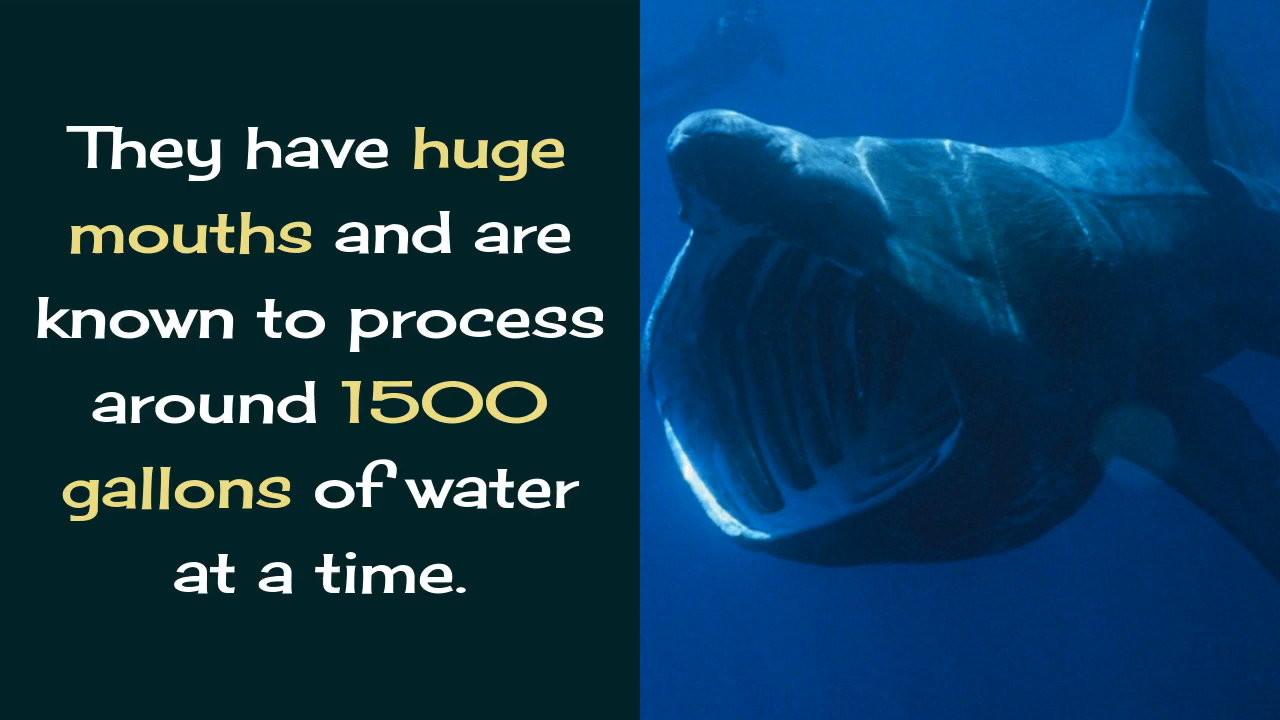 They have huge
mouths and are
known to process
around 1500
gallons of water
at a time.